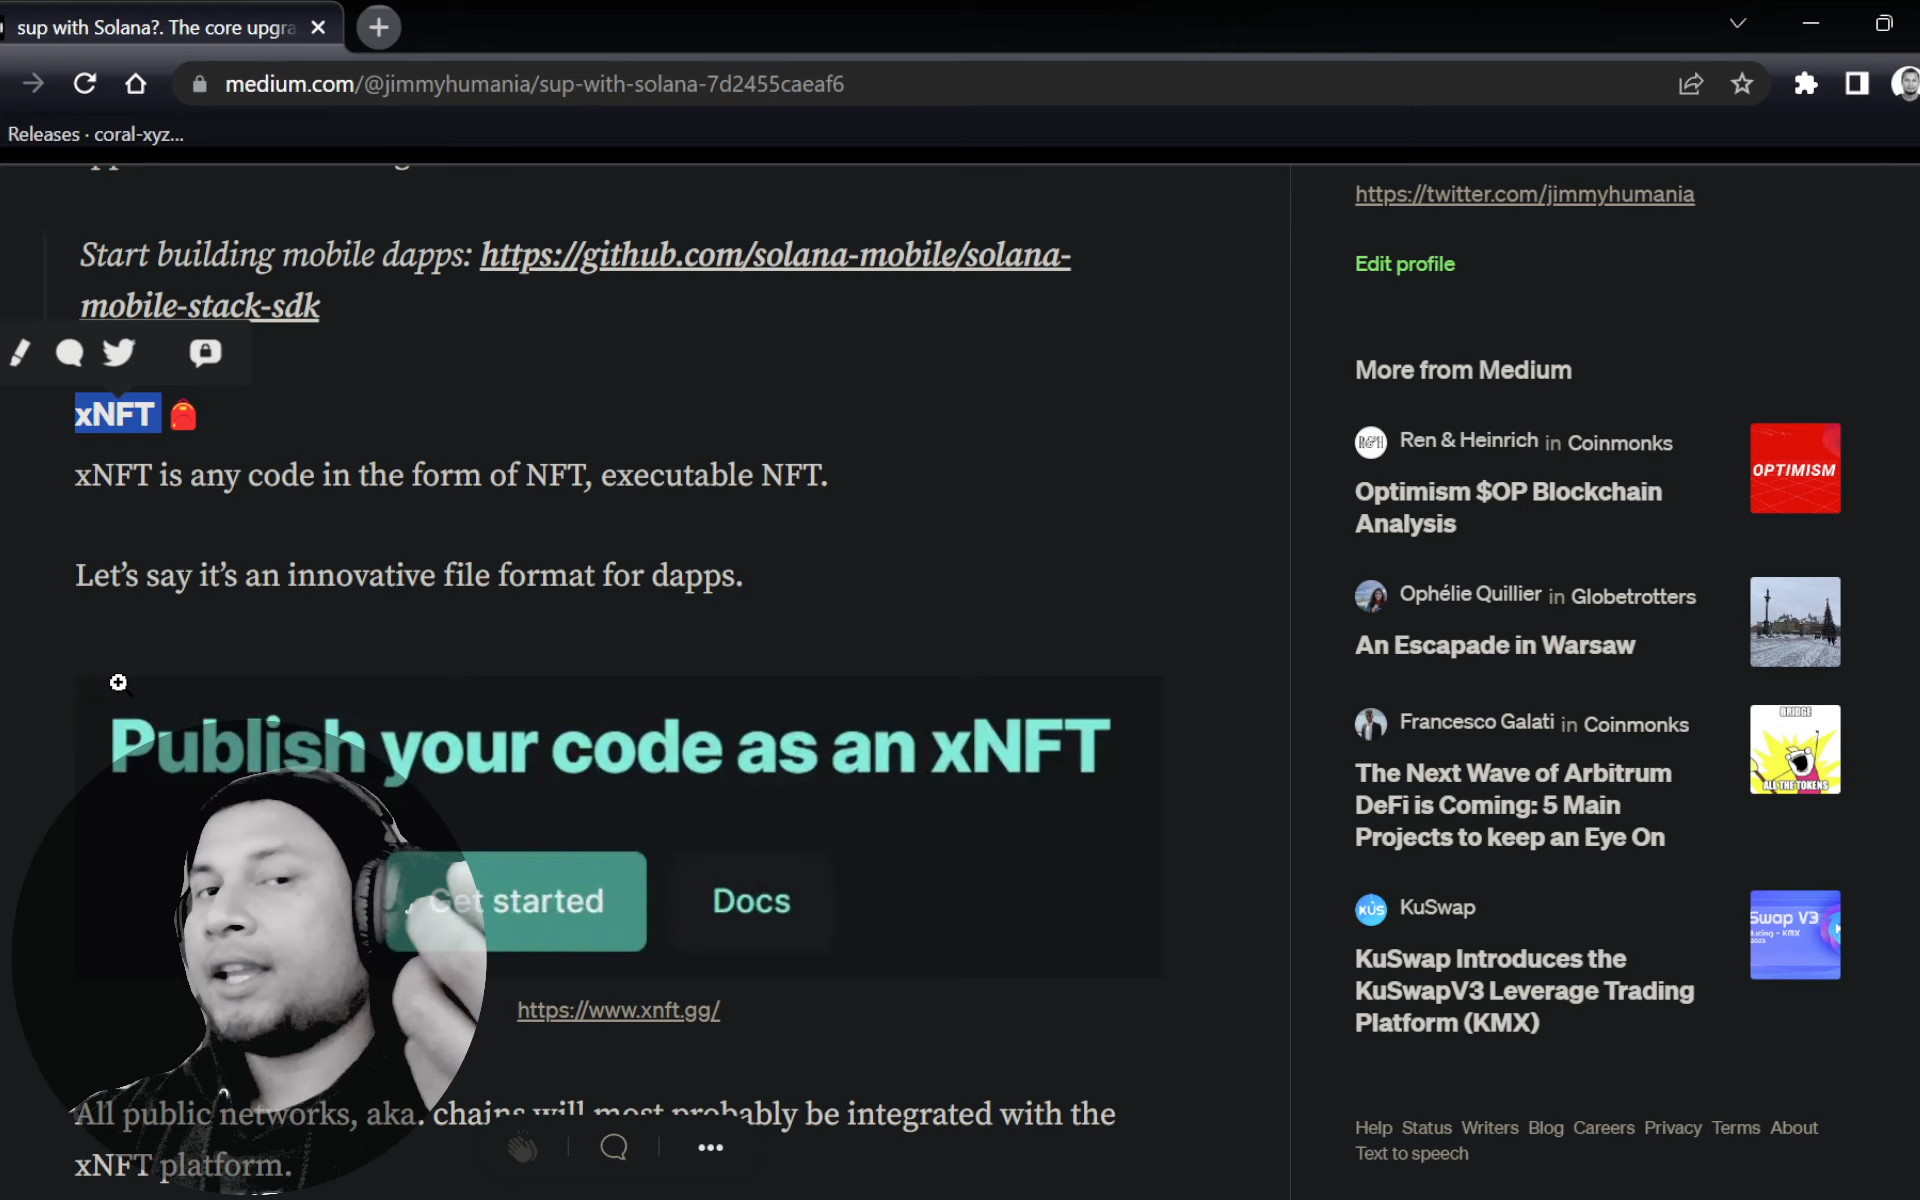 sup with Solana?. The core upgra
medium.com/@jimmyhumania/sup-with-solana-7d2455caeaf6
Releases · coral-xyz...
Start building mobile dapps: https://github.com/solana-mobile/solana-
mobile-stack-sdk
xNFT
xNFT is any code in the form of NFT, executable NFT.
Let's say it's an innovative file format for dapps.
Publish your code as an xNFT
Get started
Docs
https://www.xnft.gg/
All public networks, aka. chains will most probably be integrated with the
xNFT platform.
https://twitter.com/jimmyhumania
Edit profile
More from Medium
R&H
Ren & Heinrich in Coinmonks
Optimism $OP Blockchain
Analysis
OPTIMISM
Ophélie Quillier in Globetrotters
An Escapade in Warsaw
Francesco Galati in Coinmonks
The Next Wave of Arbitrum
DeFi is Coming: 5 Main
Projects to keep an Eye On
BRIDGE
ALL THE TOKENS
KUS
KuSwap
KuSwap Introduces the
KuSwapV3 Leverage Trading
Platform (KMX)
Swap V3
Help Status Writers Blog Careers Privacy Terms About
Text to speech